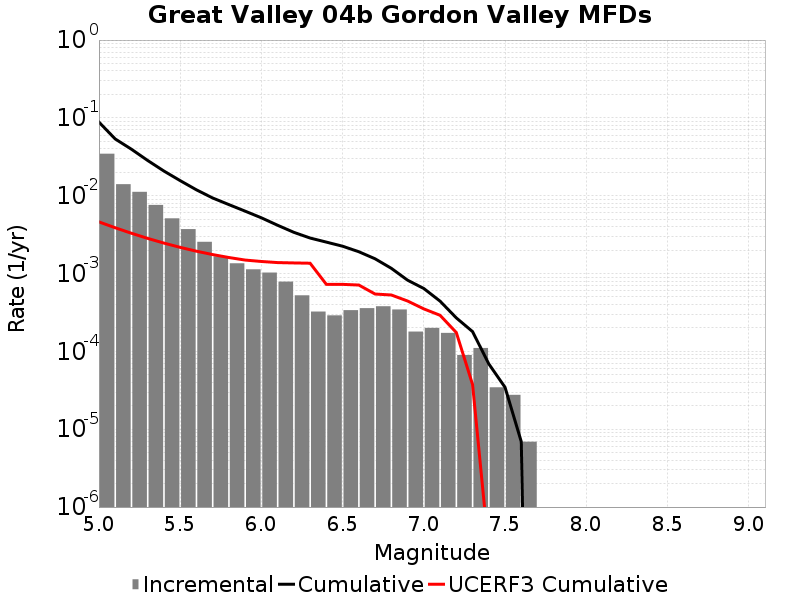 Great Valley 04b Gordon Valley MFDs
10^0
10^-1
10^-2
10^-3
10^-4
10^-5
10^-6
Rate (1/yr)
5.0 5.5 6.0 6.5 7.0 7.5 8.0 8.5 9.0
Magnitude
Incremental Cumulative UCERF3 Cumulative